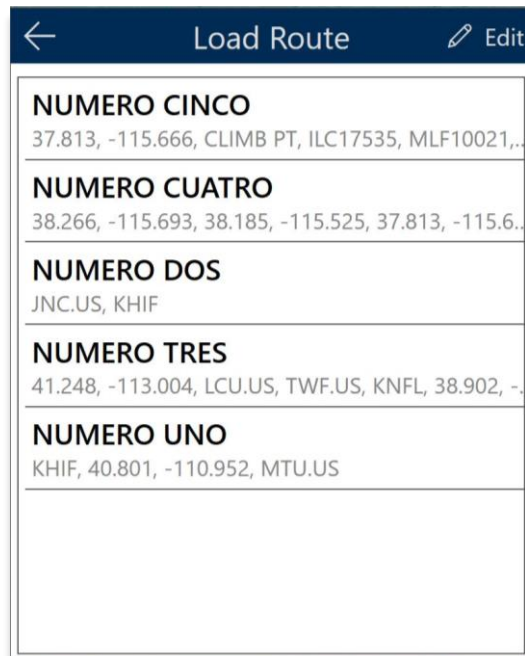 Load Route
Edit
NUMERO CINCO
37.813, -115.666, CLIMB PT, ILC17535, MLF10021,..
NUMERO CUATRO
38.266, -115.693, 38.185, -115.525, 37.813, -115.6..
NUMERO DOS
JNC.US, KHIF
NUMERO TRES
41.248, -113.004, LCU.US, TWF.US, KNFL, 38.902, -.
NUMERO UNO
KHIF, 40.801, -110.952, MTU.US